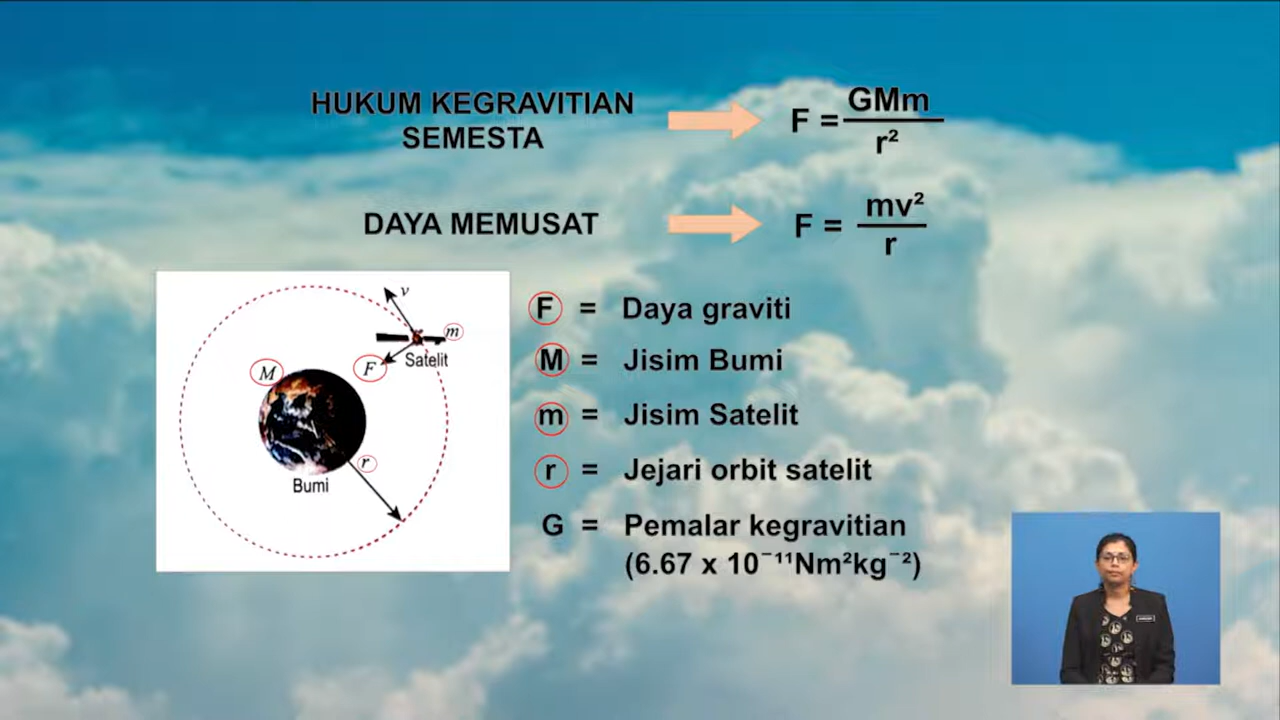 HUKUM KEGRAVITIAN
SEMESTA
F = GMm
r²
DAYA MEMUSAT
F = mv²
r
v
m
Satelit
F
M
r
Bumi
F = Daya graviti
M = Jisim Bumi
m = Jisim Satelit
r = Jejari orbit satelit
G = Pemalar kegravitian
(6.67 x 10⁻¹¹Nm²kg⁻²)